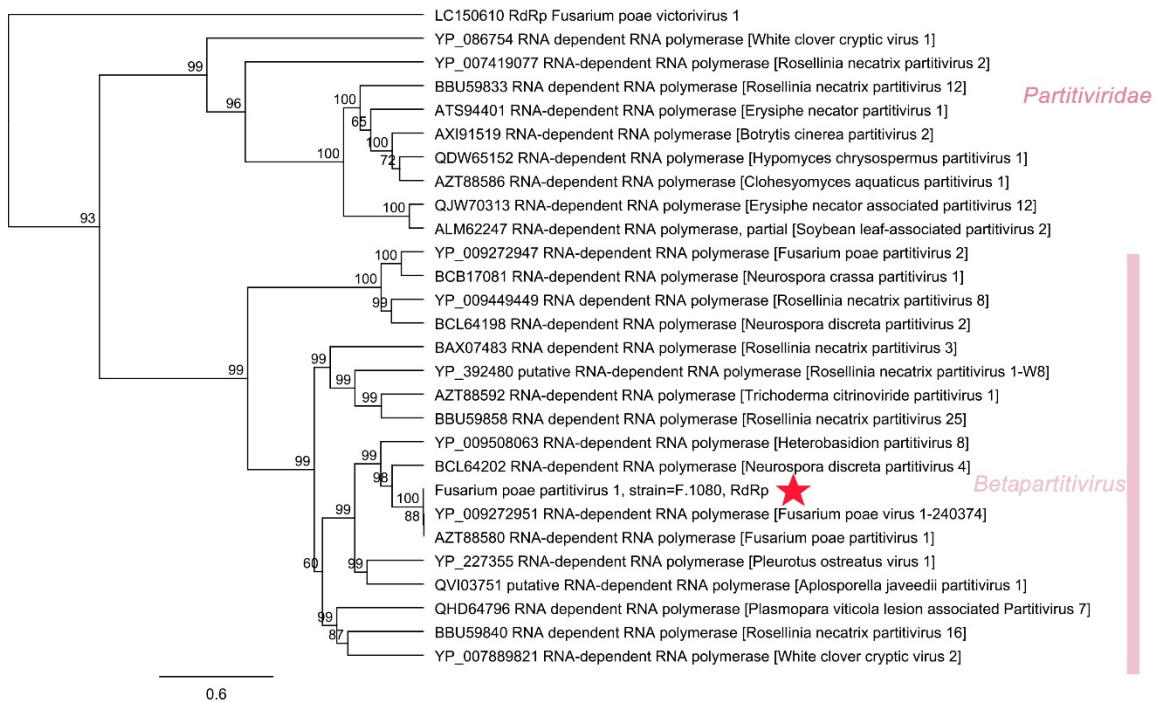 LC150610 RdRp Fusarium poae victorivirus 1
YP_086754 RNA dependent RNA polymerase [White clover cryptic virus 1]
99
YP_007419077 RNA-dependent RNA polymerase [Rosellinia necatrix partitivirus 2]
BBU59833 RNA dependent RNA polymerase [Rosellinia necatrix partitivirus 12]
Partitiviridae
96
100
ATS94401 RNA-dependent RNA polymerase [Erysiphe necator partitivirus 1]
65
AXI91519 RNA-dependent RNA polymerase [Botrytis cinerea partitivirus 2]
100
100
QDW65152 RNA-dependent RNA polymerase [Hypomyces chrysospermus partitivirus 1]
72
AZT88586 RNA-dependent RNA polymerase [Clohesyomyces aquaticus partitivirus 1]
QJW70313 RNA-dependent RNA polymerase [Erysiphe necator associated partitivirus 12]
100
93
ALM62247 RNA-dependent RNA polymerase, partial [Soybean leaf-associated partitivirus 2]
YP_009272947 RNA-dependent RNA polymerase [Fusarium poae partitivirus 2]
100
BCB17081 RNA-dependent RNA polymerase [Neurospora crassa partitivirus 1]
100
YP_009449449 RNA dependent RNA polymerase [Rosellinia necatrix partitivirus 8]
99
BCL64198 RNA-dependent RNA polymerase [Neurospora discreta partitivirus 2]
BAX07483 RNA dependent RNA polymerase [Rosellinia necatrix partitivirus 3]
99
99
YP_392480 putative RNA-dependent RNA polymerase [Rosellinia necatrix partitivirus 1-W8]
99
AZT88592 RNA-dependent RNA polymerase [Trichoderma citrinoviride partitivirus 1]
99
BBU59858 RNA dependent RNA polymerase [Rosellinia necatrix partitivirus 25]
YP_009508063 RNA-dependent RNA polymerase [Heterobasidion partitivirus 8]
99
99
BCL64202 RNA-dependent RNA polymerase [Neurospora discreta partitivirus 4]
98
Betapartitivirus
Fusarium poae partitivirus 1, strain=F.1080, RdRp
100
YP_009272951 RNA-dependent RNA polymerase [Fusarium poae virus 1-240374]
99
88
AZT88580 RNA-dependent RNA polymerase [Fusarium poae partitivirus 1]
YP_227355 RNA-dependent RNA polymerase [Pleurotus ostreatus virus 1]
60
99
QVI03751 putative RNA-dependent RNA polymerase [Aplosporella javeedii partitivirus 1]
QHD64796 RNA dependent RNA polymerase [Plasmopara viticola lesion associated Partitivirus 7]
99
BBU59840 RNA dependent RNA polymerase [Rosellinia necatrix partitivirus 16]
87
YP_007889821 RNA-dependent RNA polymerase [White clover cryptic virus 2]
0.6